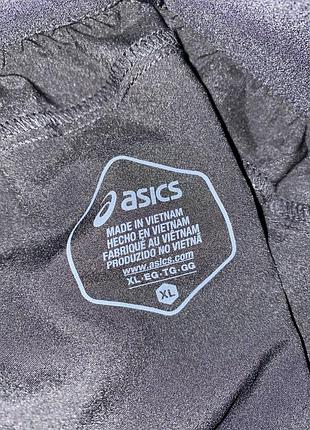 asics
MADE IN VIETNAM
HECHO EN VIETNAM
FABRIQUÉ AU VIÊTNAM
PRODUZIDO NO VIETNÃ
www.asics.com
XL·EG·TG·GG
XL